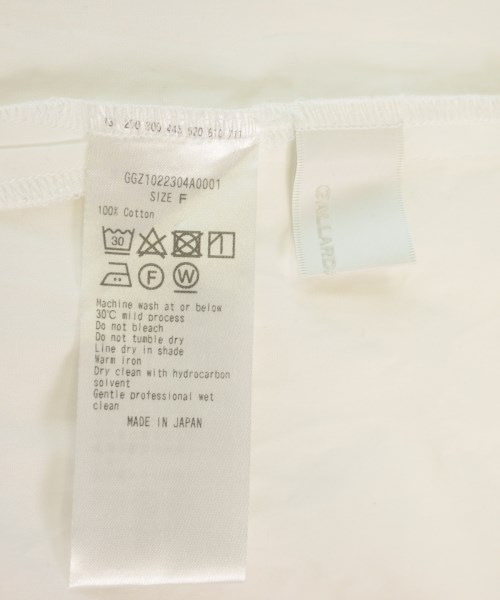 GGZ1022304A0001
SIZE F
100% Cotton
30
F W
Machine wash at or below
30℃ mild process
Do not bleach
Do not tumble dry
Line dry in shade
Warm iron
Dry clean with hydrocarbon
solvent
Gentle professional wet
clean
MADE IN JAPAN